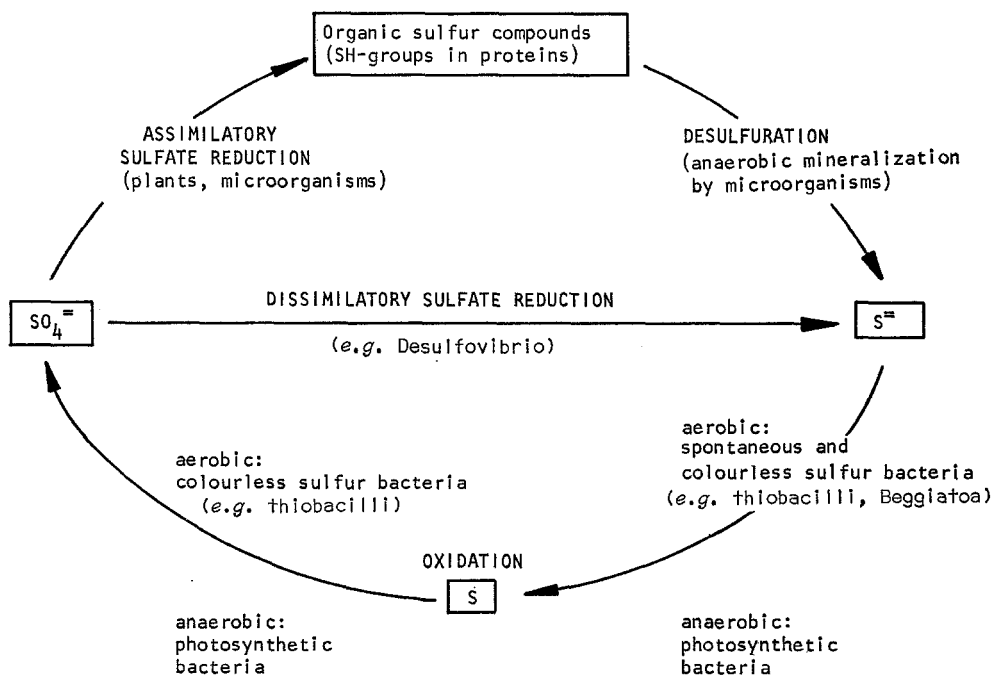 Organic sulfur compounds
(SH-groups in proteins)
ASSIMILATORY
SULFATE REDUCTION
(plants, microorganisms)
DESULFURATION
(anaerobic mineralization
by microorganisms)
DISSIMILATORY SULFATE REDUCTION
SO4=
S=
(e.g. Desulfovibrio)
aerobic:
colourless sulfur bacteria
(e.g. thiobacilli)
aerobic:
spontaneous and
colourless sulfur bacteria
(e.g. thiobacilli, Beggiatoa)
OXIDATION
S
anaerobic:
photosynthetic
bacteria
anaerobic:
photosynthetic
bacteria